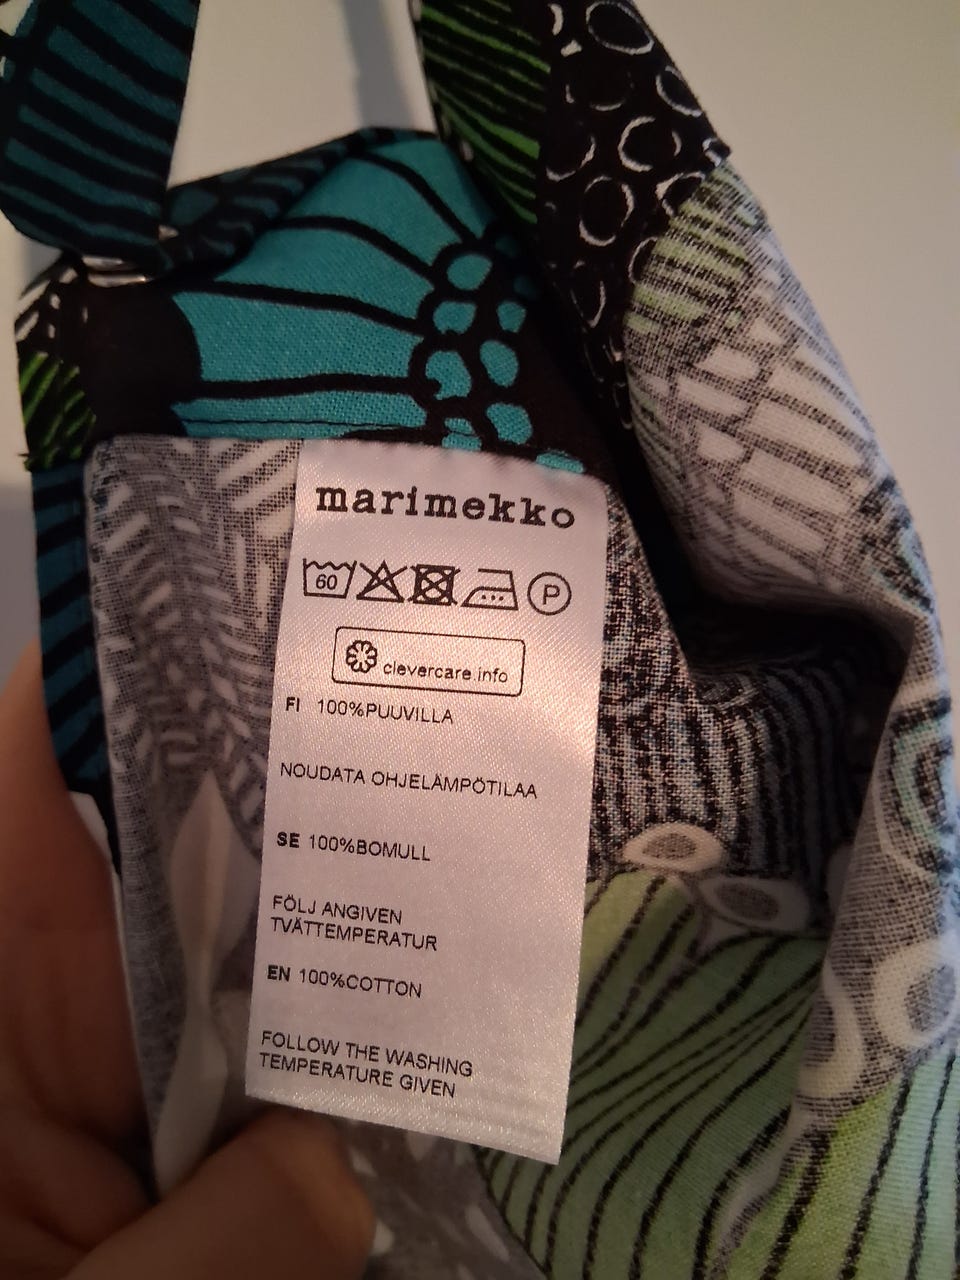 marimekko
60 P
clevercare.info
FI 100%PUUVILLA
NOUDATA OHJELÄMPÖTILAA
SE 100%BOMULL
FÖLJ ANGIVEN
TVÄTTEMPERATUR
EN 100%COTTON
FOLLOW THE WASHING
TEMPERATURE GIVEN